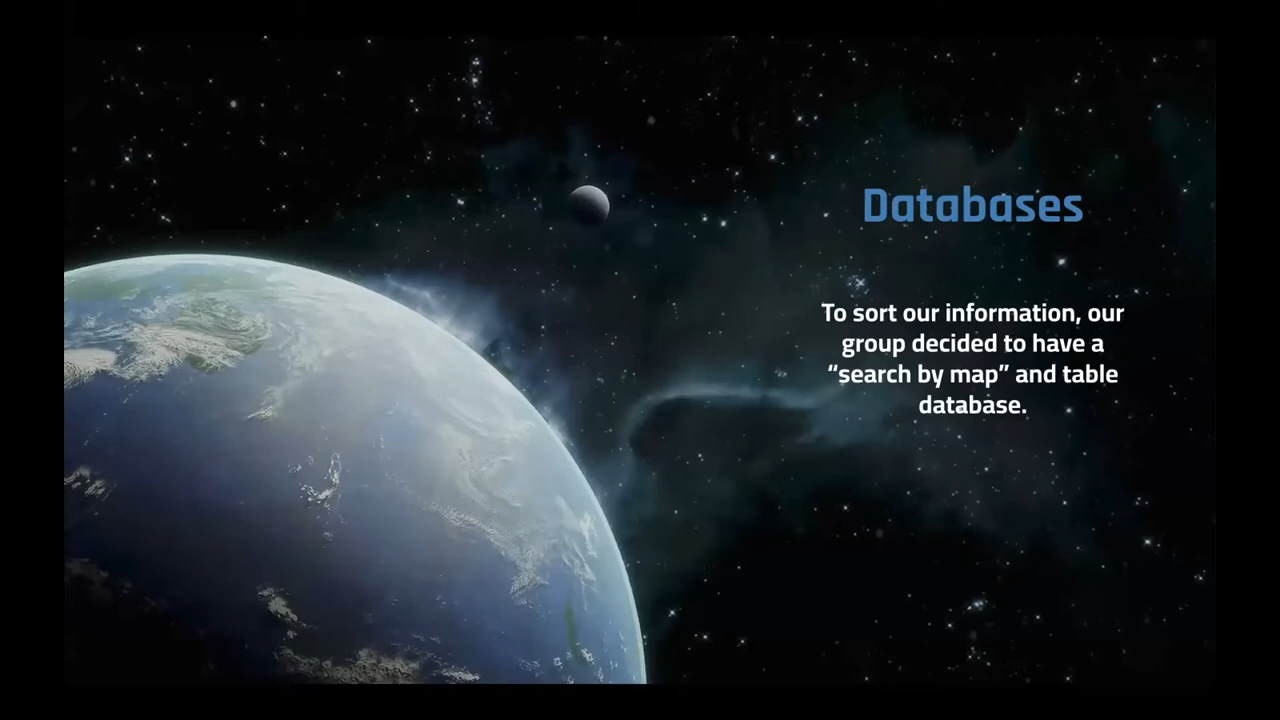 Databases
To sort our information, our
group decided to have a
“search by map” and table
database.